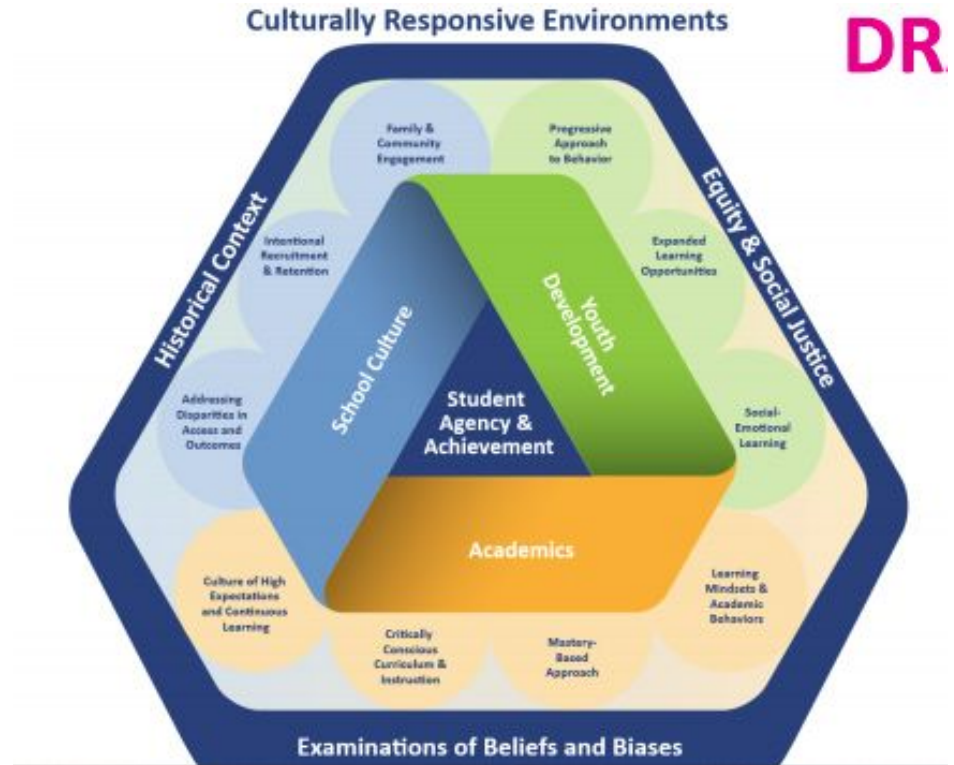 Culturally Responsive Environments
DR
Family &
Community
Engagement
Progressive
Approach
to Behavior
Intentional
Recruitment
& Retention
Expanded
Learning
Opportunities
Historical Context
Equity & Social Justice
School Culture
Youth
Development
Student
Agency &
Achievement
Addressing
Disparities in
Access and
Outcomes
Social-
Emotional
Learning
Academics
Culture of High
Expectations
and Continuous
Learning
Critically
Conscious
Curriculum &
Instruction
Mastery-
Based
Approach
Learning
Mindsets &
Academic
Behaviors
Examinations of Beliefs and Biases